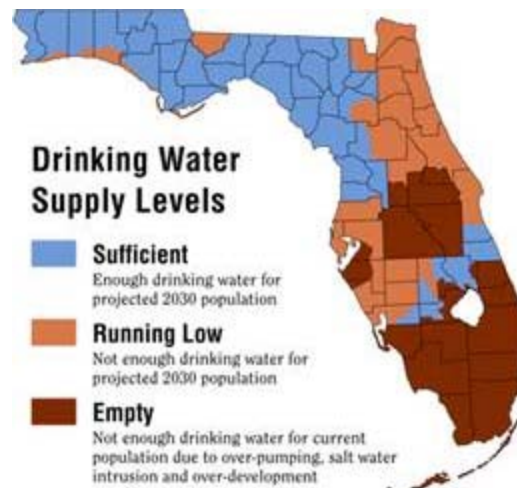 Drinking Water
Supply Levels
Sufficient
Enough drinking water for
projected 2030 population
Running Low
Not enough drinking water for
projected 2030 population
Empty
Not enough drinking water for current
population due to over-pumping, salt water
intrusion and over-development